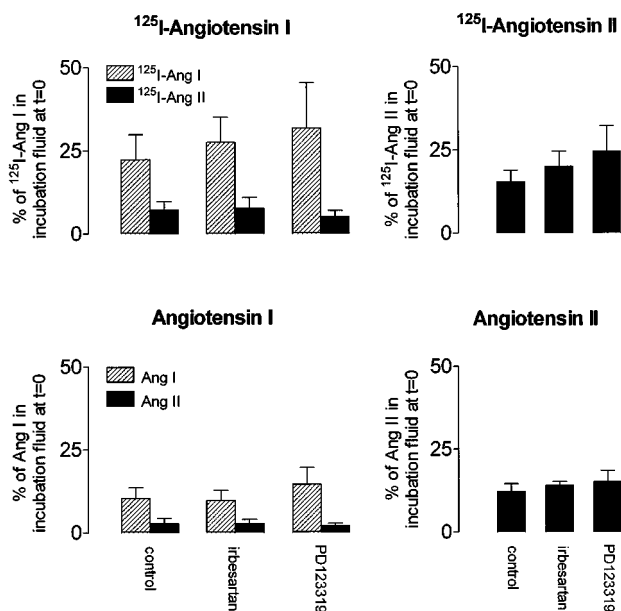 ¹²⁵I-Angiotensin I
% of ¹²⁵I-Ang I in
incubation fluid at t=0
50
25
0
¹²⁵I-Ang I
¹²⁵I-Ang II
¹²⁵I-Angiotensin II
% of ¹²⁵I-Ang II in
incubation fluid at t=0
50
25
0
Angiotensin I
% of Ang I in
incubation fluid at t=0
50
25
0
Ang I
Ang II
control
irbesartan
PD123319
Angiotensin II
% of Ang II in
incubation fluid at t=0
50
25
0
control
irbesartan
PD123319